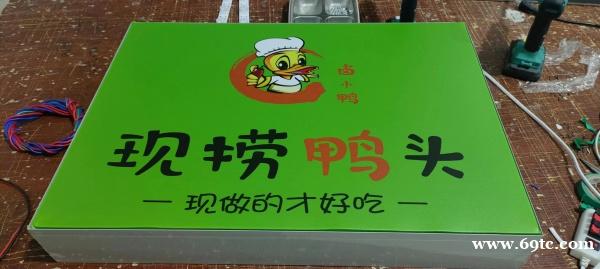 卤小鸭
现捞鸭头
— 现做的才好吃 —
www.69tc.com